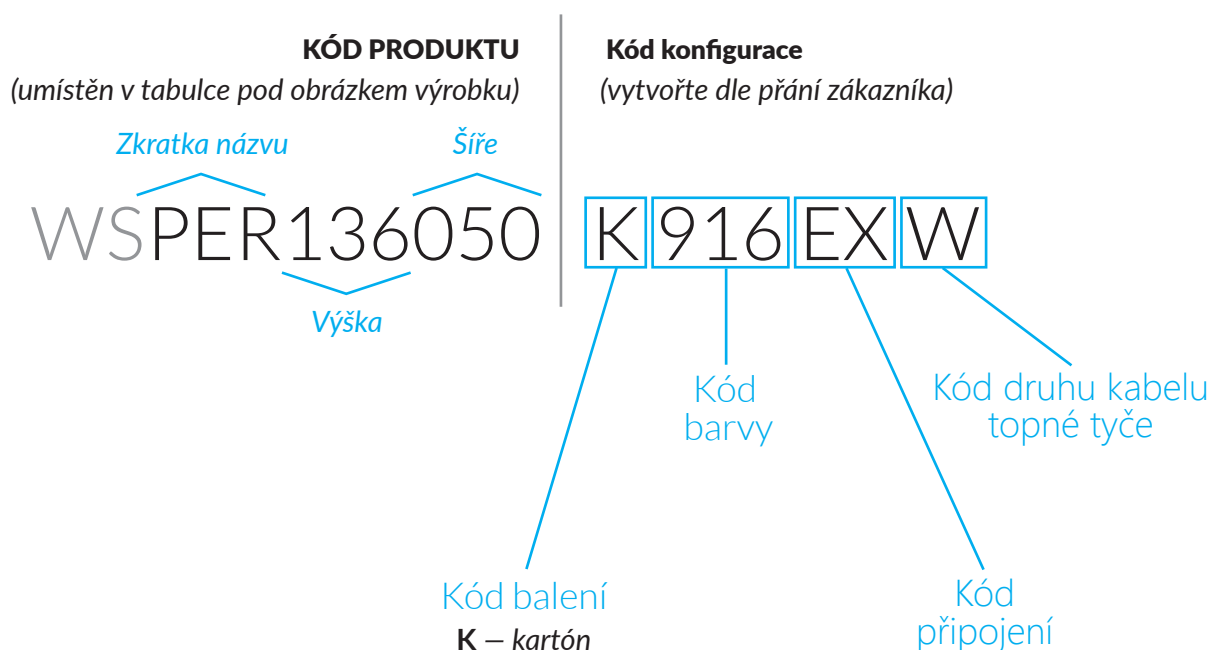 KÓD PRODUKTU
(umístěn v tabulce pod obrázkem výrobku)
Kód konfigurace
(vytvořte dle přání zákazníka)
Zkratka názvu
Šíře
WSPER136050
K 916 EX W
Výška
Kód
barvy
Kód druhu kabelu
topné tyče
Kód balení
K – kartón
Kód
připojení